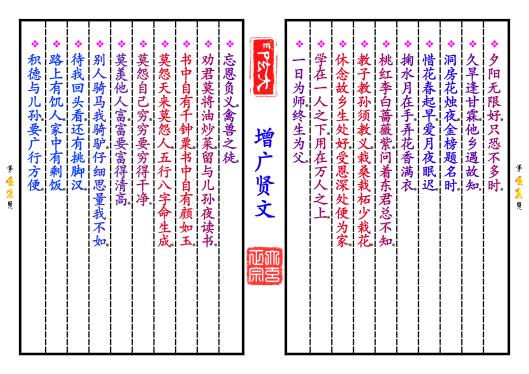 夕阳无限好只恐不多时
久旱逢甘霖他乡遇故知
洞房花烛夜金榜题名时
惜花春起早爱月夜眠迟
掬水月在手弄花香满衣
桃红李白蔷薇紫问着东君总不知
教子教孙须教义栽桑栽柘少栽花
休念故乡生处好受恩深处便为家
学在一人之下用在万人之上
一日为师终生为父
增广贤文
忘恩负义禽兽之徒
劝君莫将油炒菜留与儿孙夜读书
书中自有千钟粟书中自有颜如玉
莫怨天来莫怨人五行八字命生成
莫怨自己穷穷要穷得干净
莫羡他人富富要富得清高
别人骑马我骑驴仔细思量我不如
待我回头看还有挑脚汉
路上有饥人家中有剩饭
积德与儿孙要广行方便